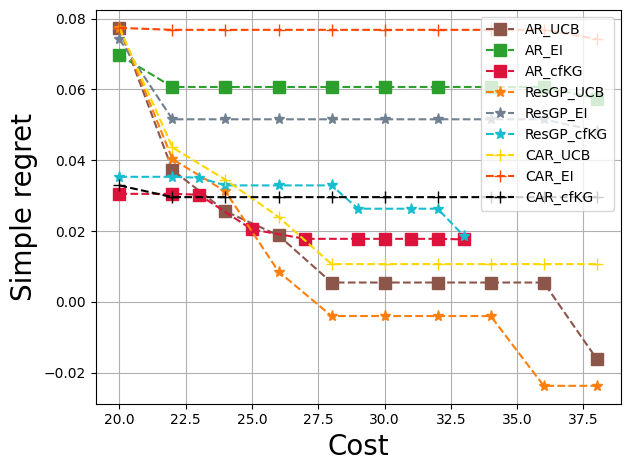 0.08
0.06
0.04
0.02
0.00
−0.02
Simple regret
20.0 22.5 25.0 27.5 30.0 32.5 35.0 37.5
Cost
AR_UCB
AR_EI
AR_cfKG
ResGP_UCB
ResGP_EI
ResGP_cfKG
CAR_UCB
CAR_EI
CAR_cfKG